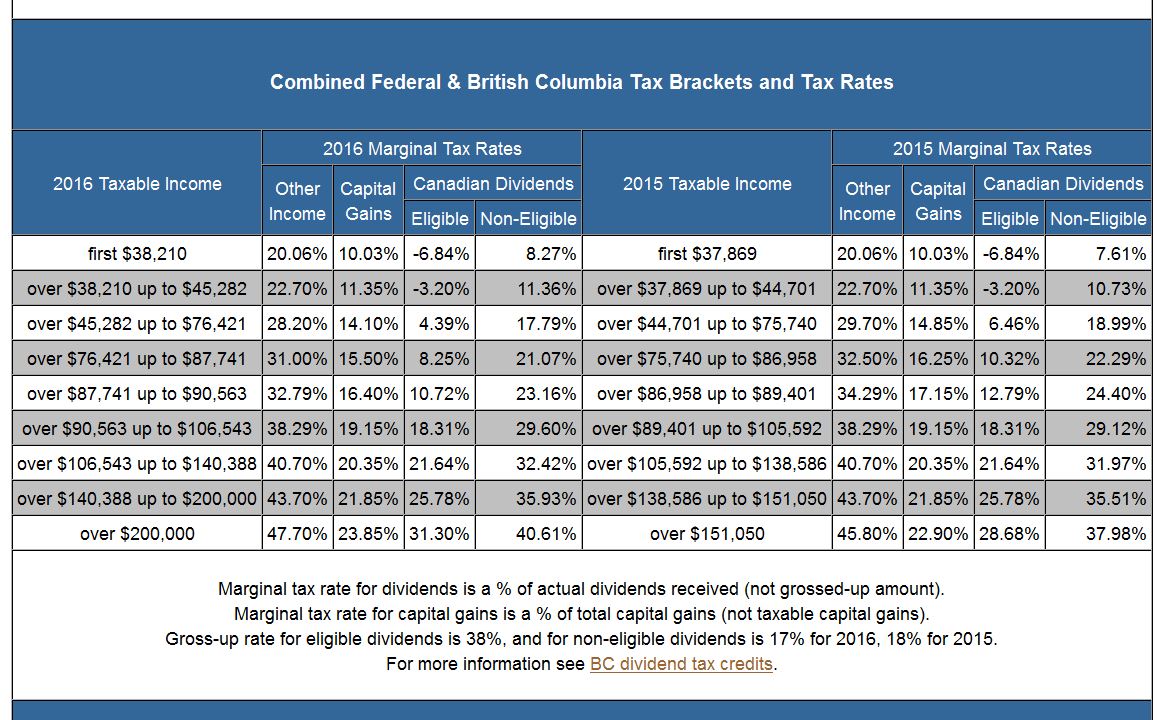 Combined Federal & British Columbia Tax Brackets and Tax Rates
2016 Taxable Income 2016 Marginal Tax Rates 2015 Taxable Income 2015 Marginal Tax Rates
Other Income Capital Gains Canadian Dividends Other Income Capital Gains Canadian Dividends
Eligible Non-Eligible Eligible Non-Eligible
first $38,210 20.06% 10.03% -6.84% 8.27% first $37,869 20.06% 10.03% -6.84% 7.61%
over $38,210 up to $45,282 22.70% 11.35% -3.20% 11.36% over $37,869 up to $44,701 22.70% 11.35% -3.20% 10.73%
over $45,282 up to $76,421 28.20% 14.10% 4.39% 17.79% over $44,701 up to $75,740 29.70% 14.85% 6.46% 18.99%
over $76,421 up to $87,741 31.00% 15.50% 8.25% 21.07% over $75,740 up to $86,958 32.50% 16.25% 10.32% 22.29%
over $87,741 up to $90,563 32.79% 16.40% 10.72% 23.16% over $86,958 up to $89,401 34.29% 17.15% 12.79% 24.40%
over $90,563 up to $106,543 38.29% 19.15% 18.31% 29.60% over $89,401 up to $105,592 38.29% 19.15% 18.31% 29.12%
over $106,543 up to $140,388 40.70% 20.35% 21.64% 32.42% over $105,592 up to $138,586 40.70% 20.35% 21.64% 31.97%
over $140,388 up to $200,000 43.70% 21.85% 25.78% 35.93% over $138,586 up to $151,050 43.70% 21.85% 25.78% 35.51%
over $200,000 47.70% 23.85% 31.30% 40.61% over $151,050 45.80% 22.90% 28.68% 37.98%
Marginal tax rate for dividends is a % of actual dividends received (not grossed-up amount).
Marginal tax rate for capital gains is a % of total capital gains (not taxable capital gains).
Gross-up rate for eligible dividends is 38%, and for non-eligible dividends is 17% for 2016, 18% for 2015.
For more information see BC dividend tax credits.